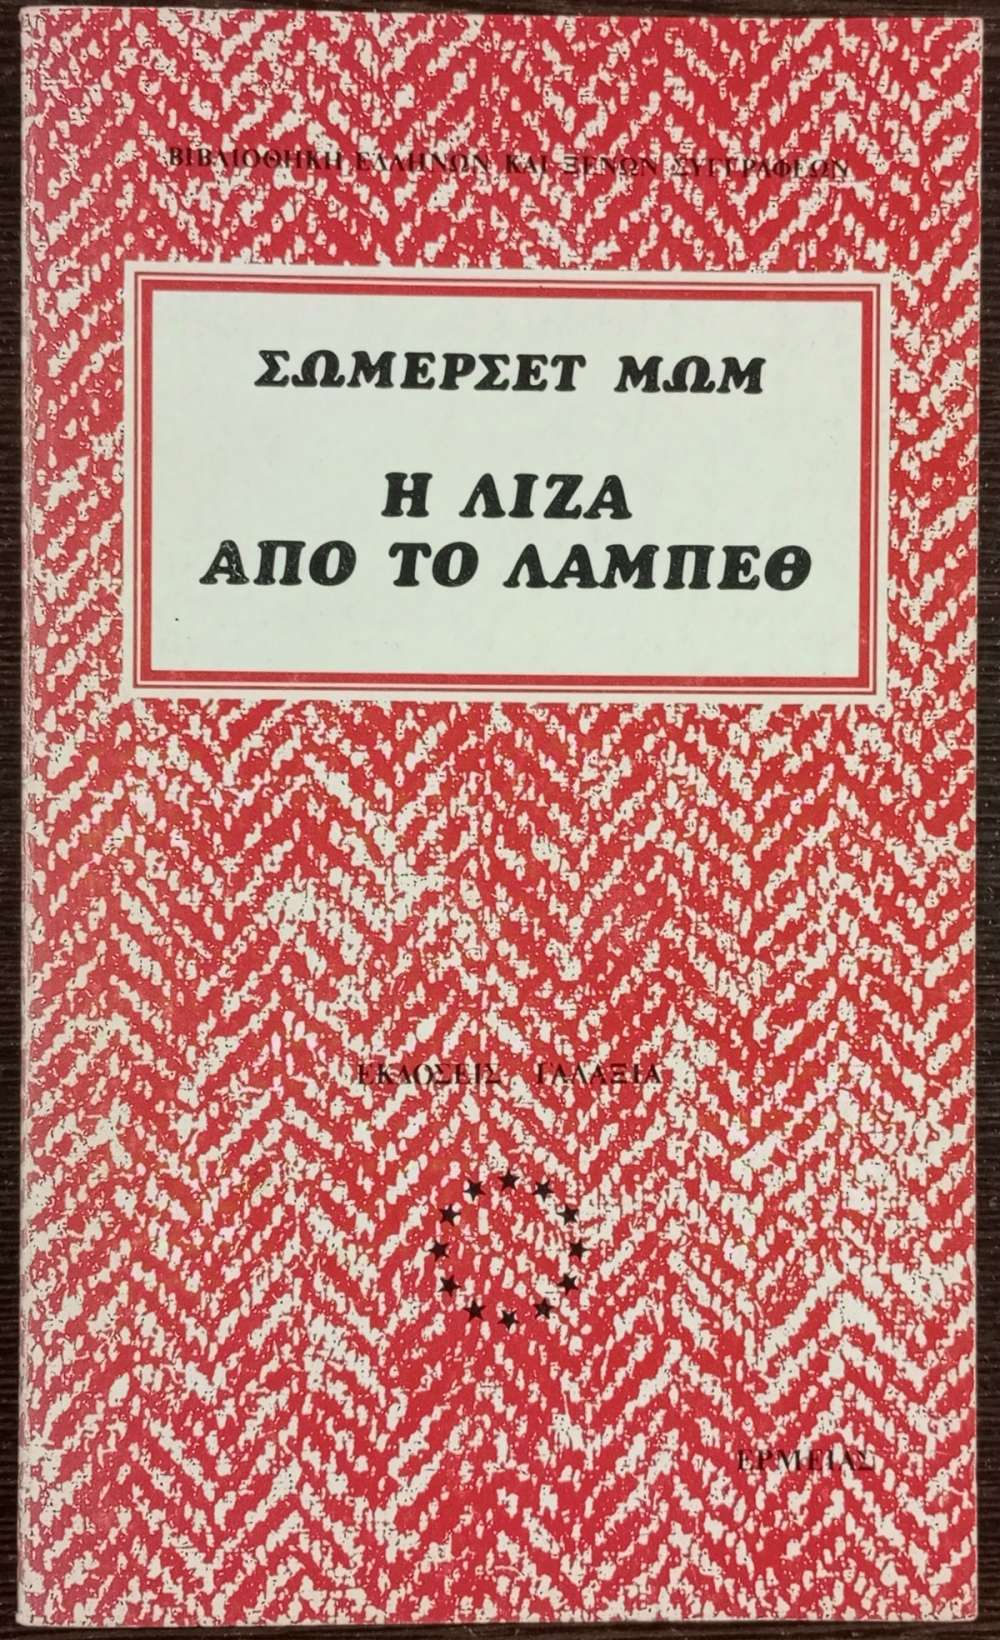 ΒΙΒΛΙΟΘΗΚΗ ΕΛΛΗΝΩΝ ΚΑΙ ΞΕΝΩΝ ΣΥΓΓΡΑΦΕΩΝ
ΣΩΜΕΡΣΕΤ ΜΩΜ
Η ΛΙΖΑ
ΑΠΟ ΤΟ ΛΑΜΠΕΘ
ΕΚΔΟΣΕΙΣ ΓΑΛΑΞΙΑ
ΕΡΜΕΙΑΣ